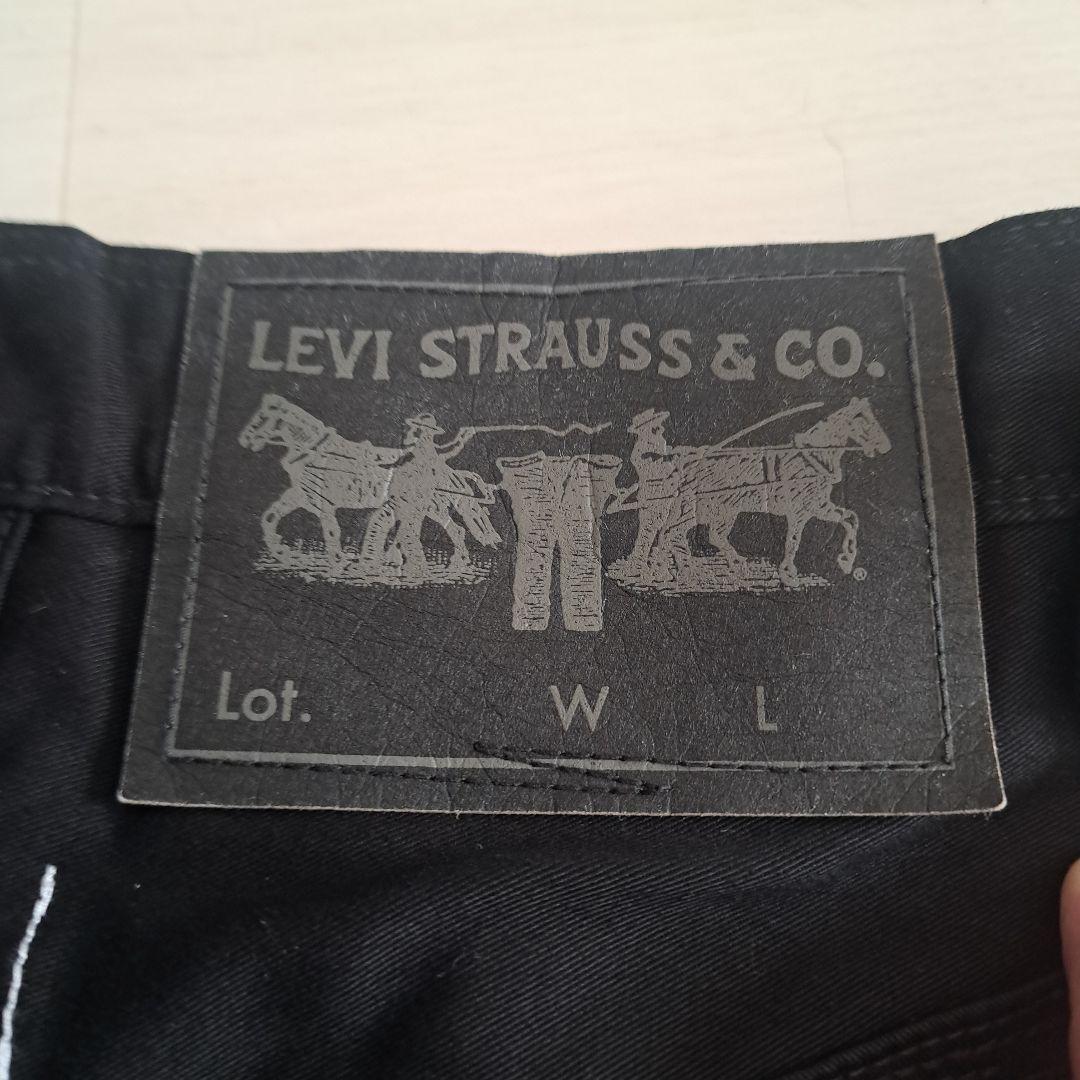 LEVI STRAUSS & CO.
®
Lot. W L